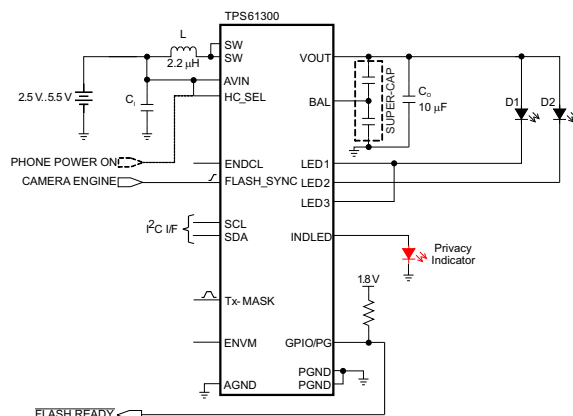 TPS61300
L
2.2 μH
SW
SW
AVIN
HC_SEL
2.5 V..5.5 V
CI
PHONE POWER ON
CAMERA ENGINE
ENDCL
FLASH_SYNC
I2C I/F
SCL
SDA
Tx-MASK
ENVM
AGND
FLASH READY
VOUT
BAL
SUPER-CAP
CO
10 μF
D1
D2
LED1
LED2
LED3
INDLED
Privacy
Indicator
1.8 V
GPIO/PG
PGND
PGND